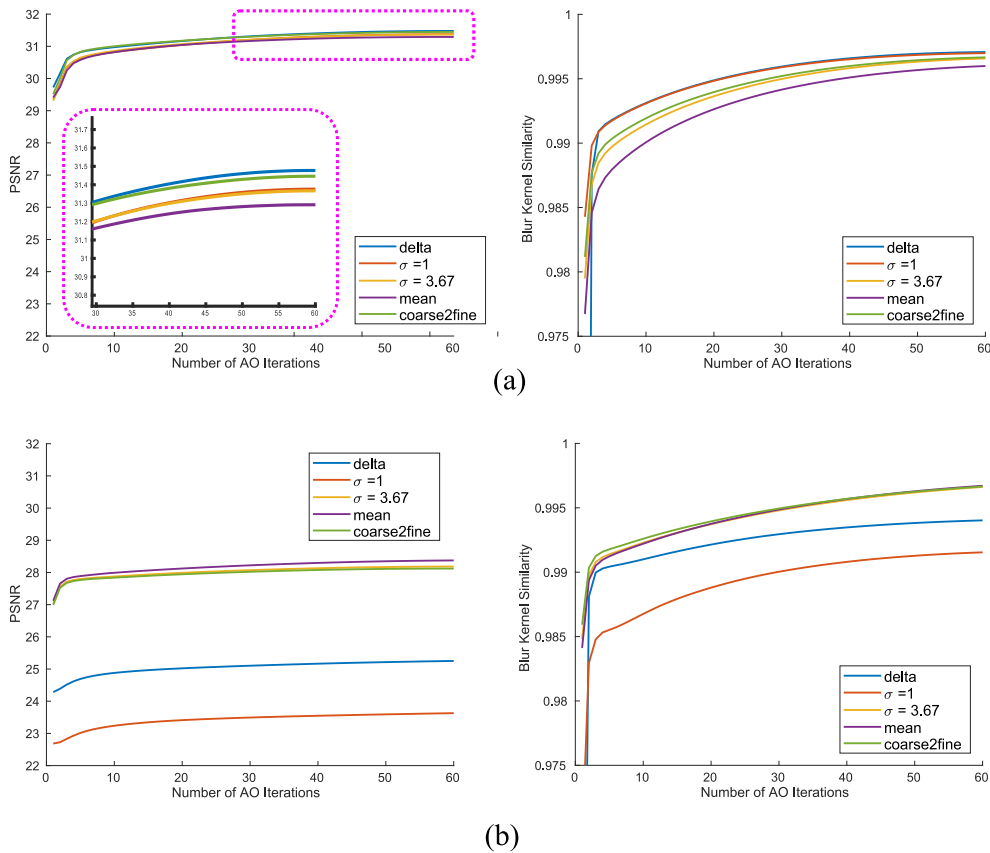 32
31
30
29
28
27
26
25
24
23
22
PSNR
31.7
31.6
31.5
31.4
31.3
31.2
31.1
31
30.9
30.8
30 35 40 45 50 55 60
delta
σ =1
σ = 3.67
mean
coarse2fine
0 10 20 30 40 50 60
Number of AO Iterations
1
0.995
0.99
0.985
0.98
0.975
Blur Kernel Similarity
delta
σ =1
σ = 3.67
mean
coarse2fine
0 10 20 30 40 50 60
Number of AO Iterations
(a)
32
31
30
29
28
27
26
25
24
23
22
PSNR
delta
σ =1
σ = 3.67
mean
coarse2fine
0 10 20 30 40 50 60
Number of AO Iterations
1
0.995
0.99
0.985
0.98
0.975
Blur Kernel Similarity
delta
σ =1
σ = 3.67
mean
coarse2fine
0 10 20 30 40 50 60
Number of AO Iterations
(b)